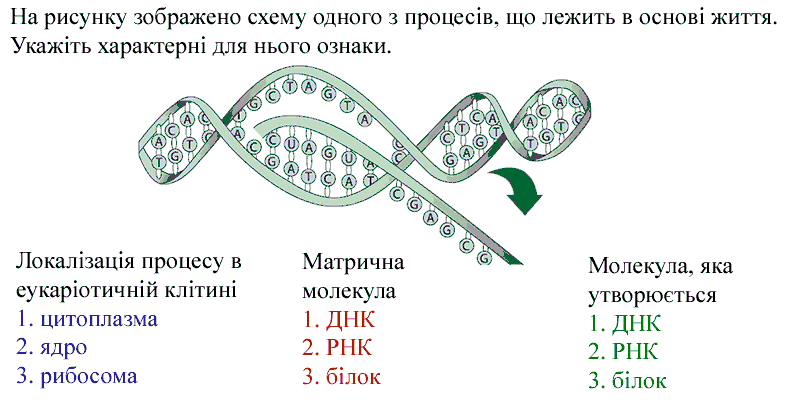 На рисунку зображено схему одного з процесів, що лежить в основі життя.
Укажіть характерні для нього ознаки.
G C T A G T A
A C C U A G U A C
G A T C A T
G A G C G
T A C A C
T G T G
G T C A
G A G T
A C A C
T G T G
Локалізація процесу в
еукаріотичній клітині
1. цитоплазма
2. ядро
3. рибосома
Матрична
молекула
1. ДНК
2. РНК
3. білок
Молекула, яка
утворюється
1. ДНК
2. РНК
3. білок